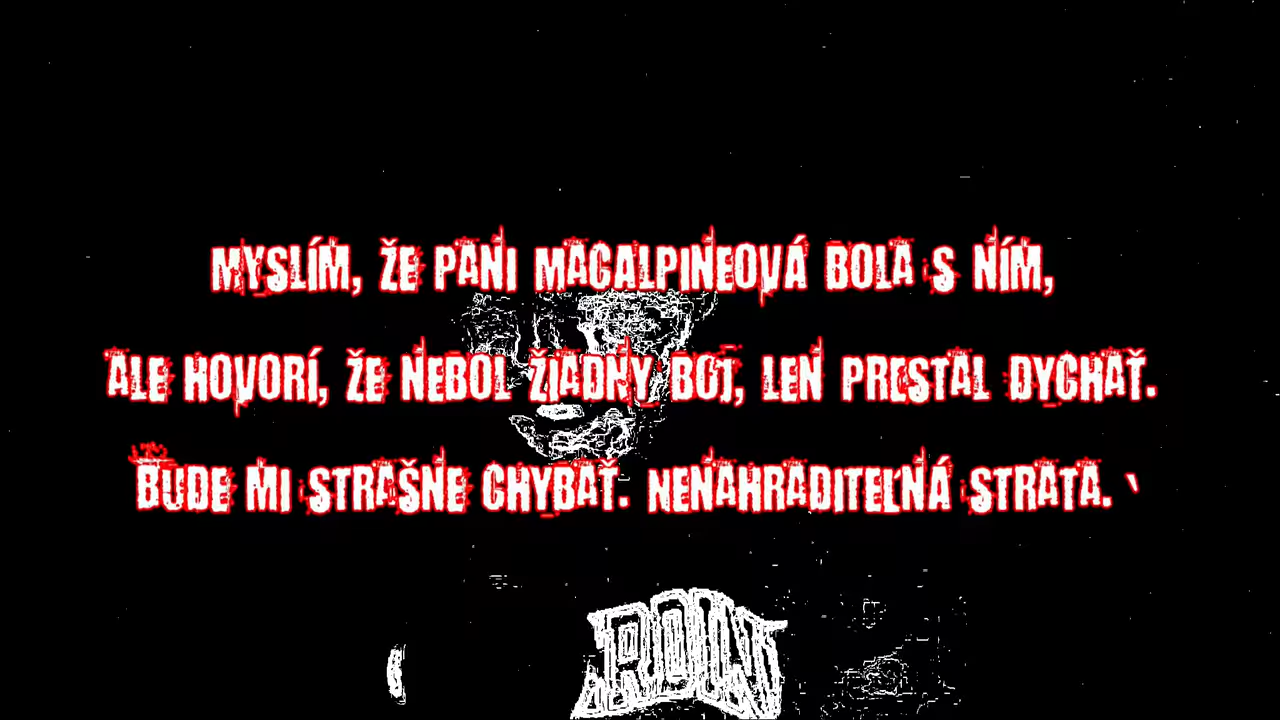 MYSLÍM, ŽE PANI MACALPINEOVÁ BOLA S NÍM,
ALE HOVORÍ, ŽE NEBOL ŽIADNY BOJ, LEN PRESTAL DÝCHAŤ.
BUDE MI STRAŠNE CHÝBAŤ. NENAHRADITEĽNÁ STRATA. `